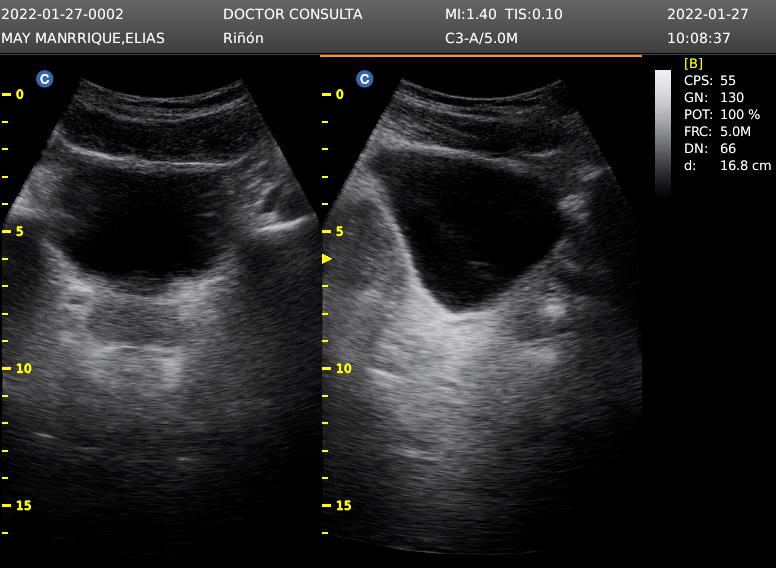 2022-01-27-0002 DOCTOR CONSULTA MI:1.40 TIS:0.10 2022-01-27
MAY MANRRIQUE,ELIAS Riñón C3-A/5.0M 10:08:37
C
C
[B]
CPS: 55
GN: 130
POT: 100 %
FRC: 5.0M
DN: 66
d: 16.8 cm
0
5
10
15
0
5
10
15